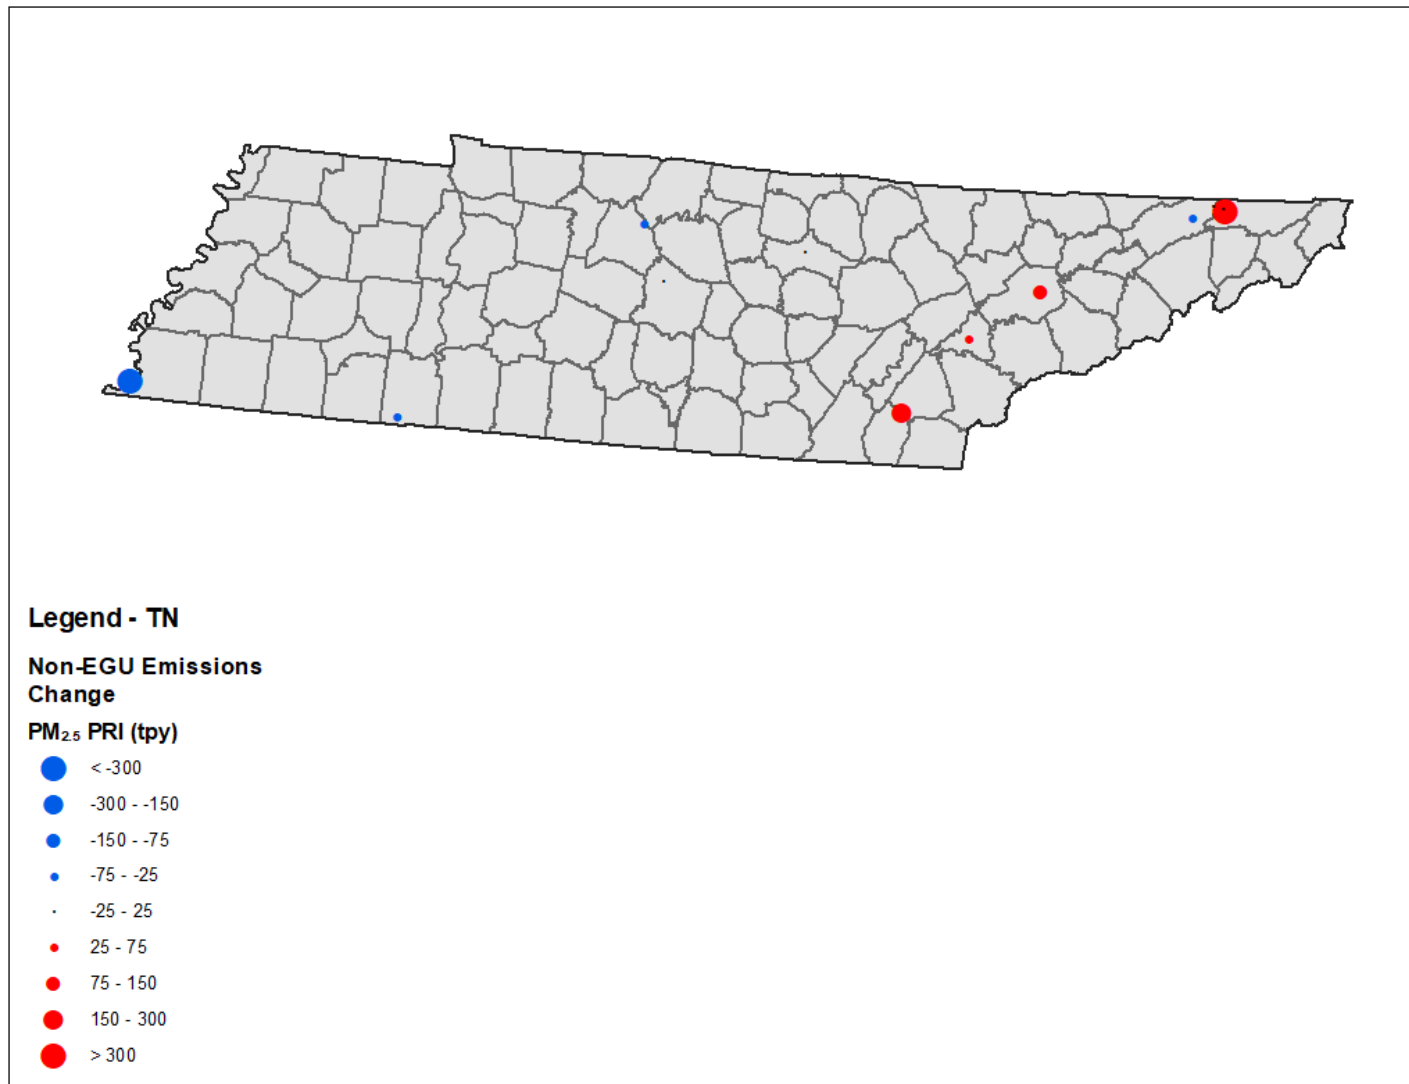 Legend - TN
Non-EGU Emissions
Change
PM₂.₅ PRI (tpy)
< -300
-300 - -150
-150 - -75
-75 - -25
-25 - 25
25 - 75
75 - 150
150 - 300
> 300